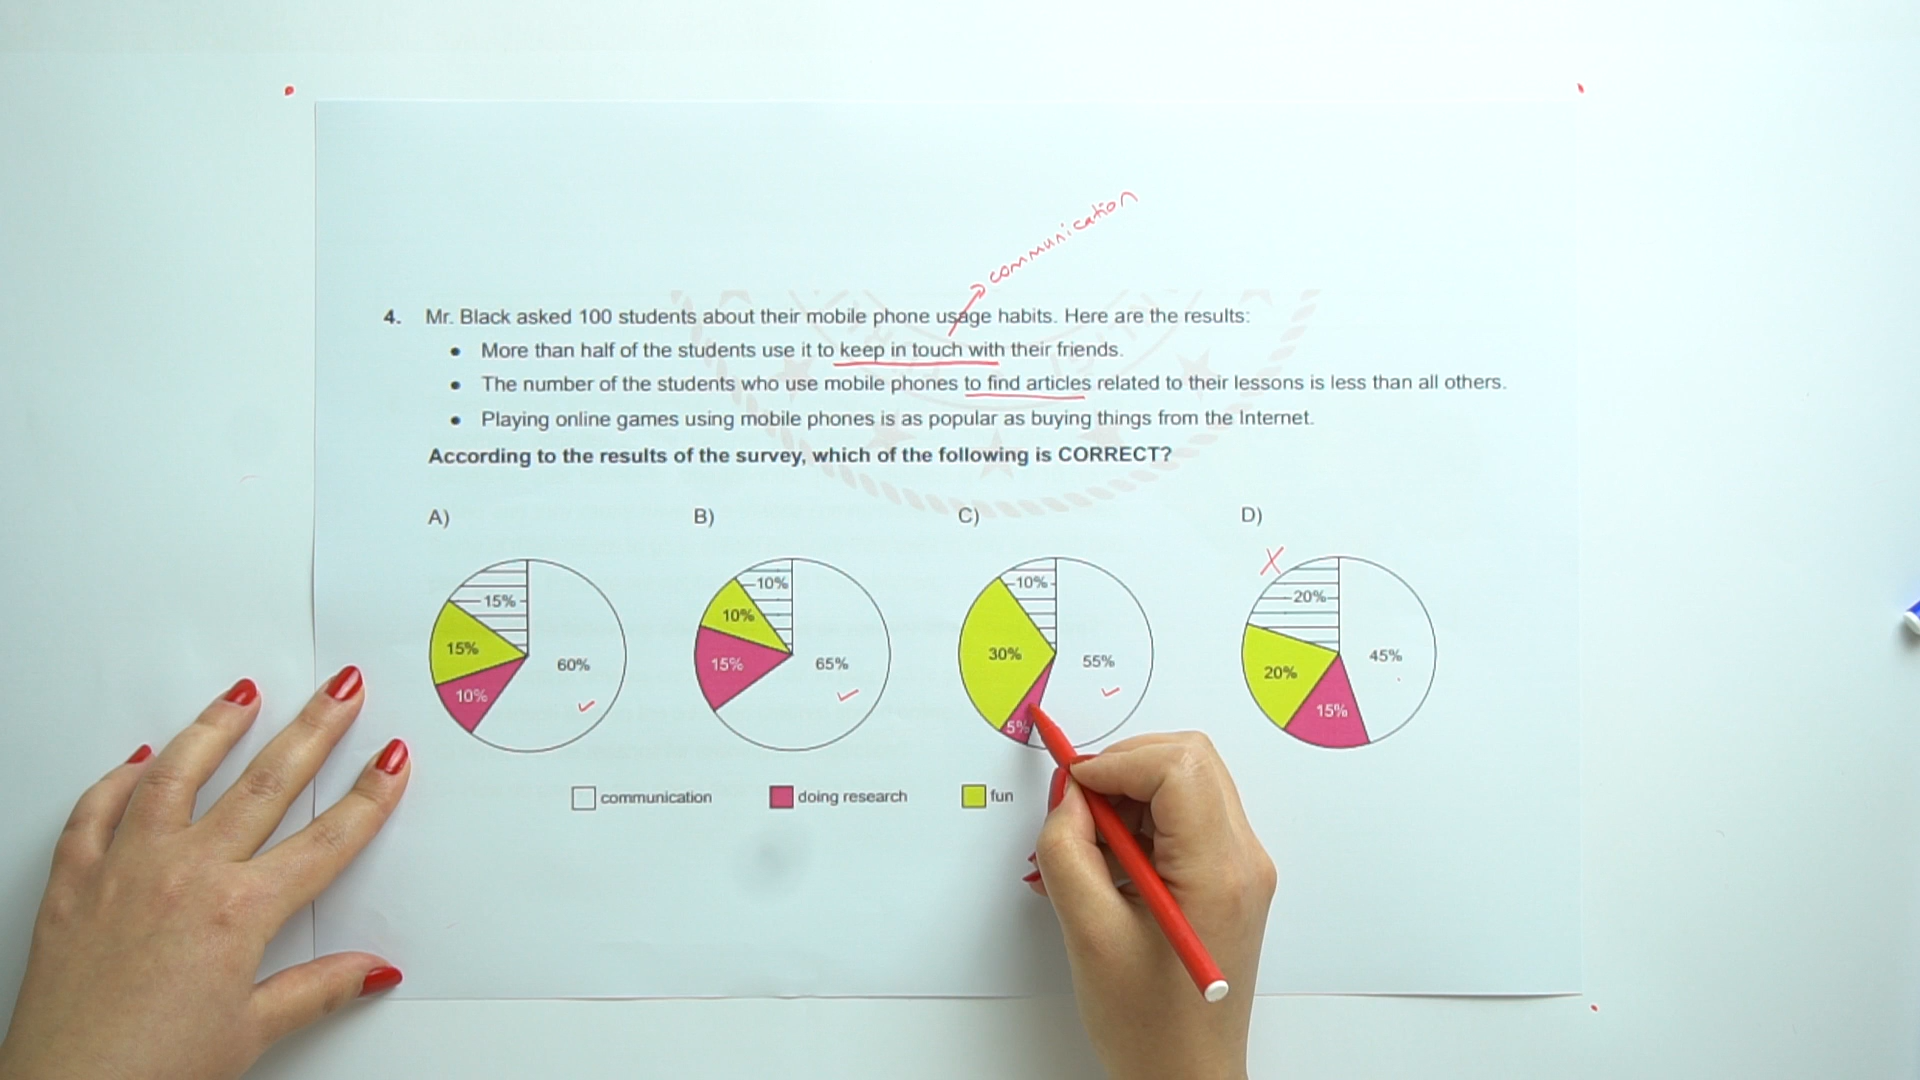 communication
4. Mr. Black asked 100 students about their mobile phone usage habits. Here are the results:
• More than half of the students use it to keep in touch with their friends.
• The number of the students who use mobile phones to find articles related to their lessons is less than all others.
• Playing online games using mobile phones is as popular as buying things from the Internet.
According to the results of the survey, which of the following is CORRECT?
A) B) C) D)
15% 15% 10% 60%
10% 10% 15% 65%
10% 30% 5% 55%
20% 20% 15% 45%
communication doing research fun